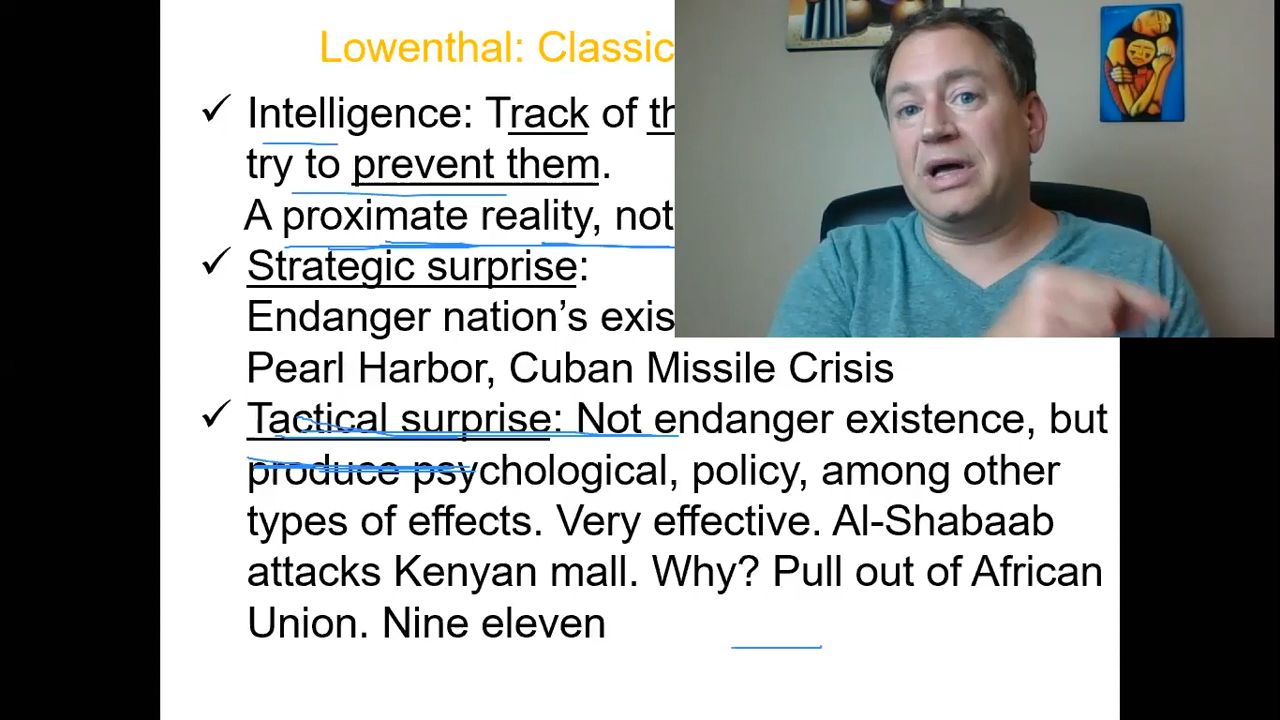 Lowenthal: Classic
✓ Intelligence: Track of
try to prevent them.
A proximate reality, not
✓ Strategic surprise:
Endanger nation’s
Pearl Harbor, Cuban Missile Crisis
✓ Tactical surprise: Not endanger existence, but
produce psychological, policy, among other
types of effects. Very effective. Al-Shabaab
attacks Kenyan mall. Why? Pull out of African
Union. Nine eleven